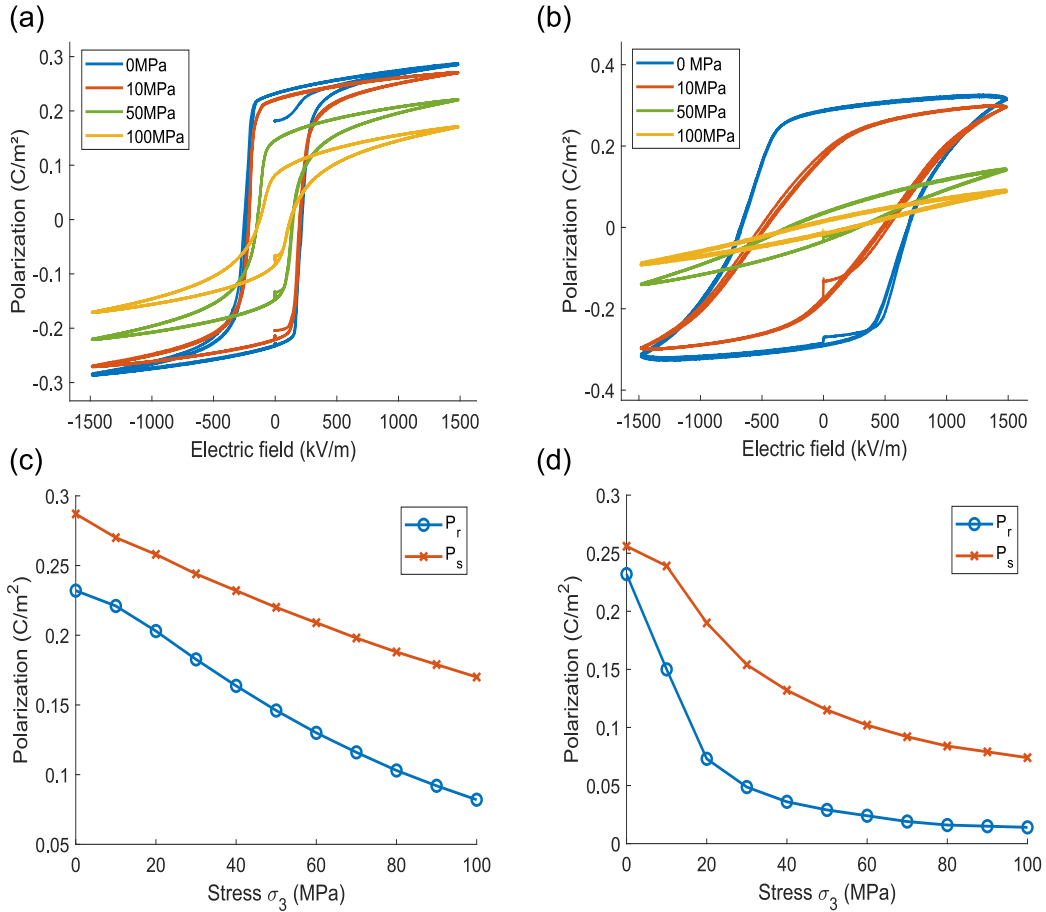 (a)
0.3
0.2
0.1
0
-0.1
-0.2
-0.3
Polarization (C/m²)
0MPa
10MPa
50MPa
100MPa
-1500 -1000 -500 0 500 1000 1500
Electric field (kV/m)
(b)
0.4
0.2
0
-0.2
-0.4
Polarization (C/m²)
0 MPa
10MPa
50MPa
100MPa
-1500 -1000 -500 0 500 1000 1500
Electric field (kV/m)
(c)
0.3
0.25
0.2
0.15
0.1
0.05
Polarization (C/m²)
P_r
P_s
0 20 40 60 80 100
Stress σ₃ (MPa)
(d)
0.3
0.25
0.2
0.15
0.1
0.05
0
Polarization (C/m²)
P_r
P_s
0 20 40 60 80 100
Stress σ₃ (MPa)